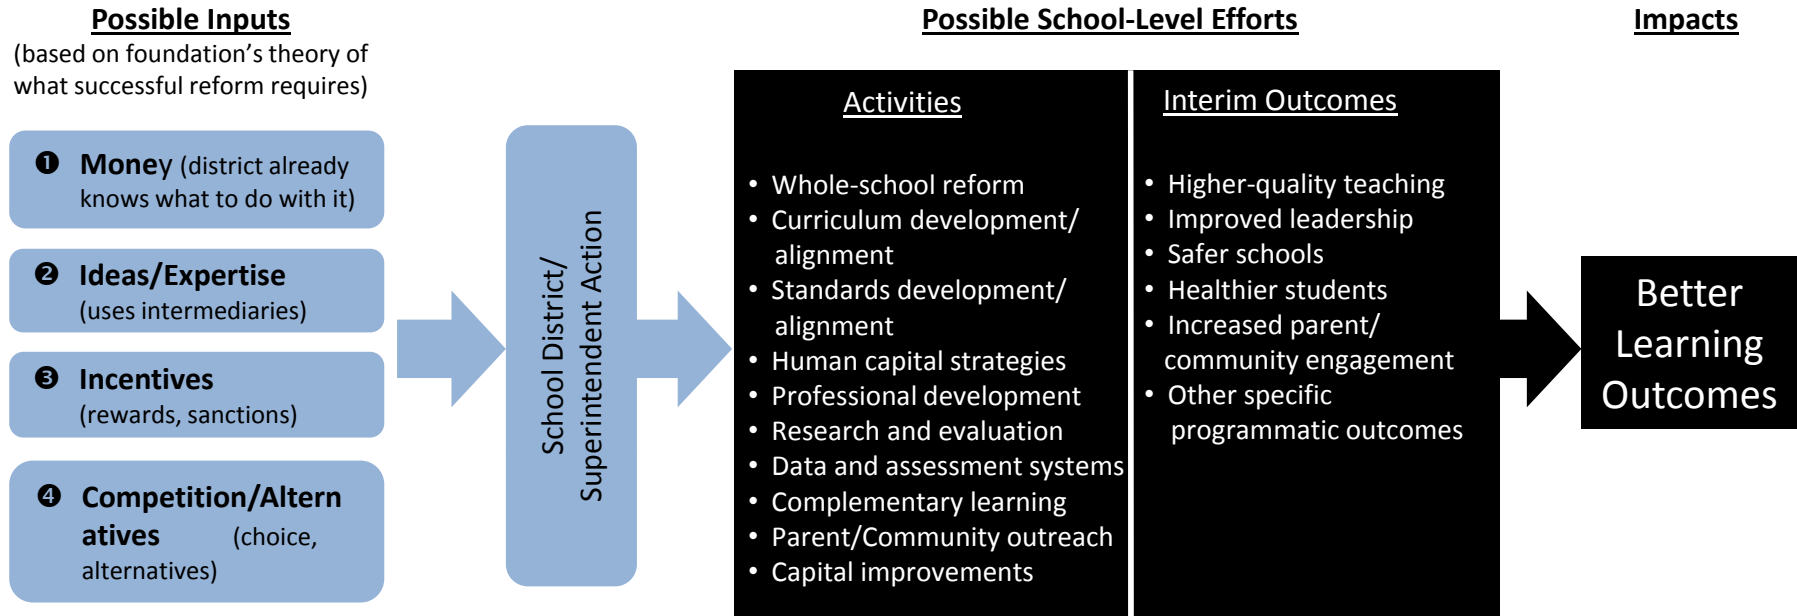 Possible Inputs
(based on foundation’s theory of
what successful reform requires)
❶ Money (district already
knows what to do with it)
❷ Ideas/Expertise
(uses intermediaries)
❸ Incentives
(rewards, sanctions)
❹ Competition/Altern
atives (choice,
alternatives)
School District/
Superintendent Action
Possible School-Level Efforts
Activities
• Whole-school reform
• Curriculum development/
alignment
• Standards development/
alignment
• Human capital strategies
• Professional development
• Research and evaluation
• Data and assessment systems
• Complementary learning
• Parent/Community outreach
• Capital improvements
Interim Outcomes
• Higher-quality teaching
• Improved leadership
• Safer schools
• Healthier students
• Increased parent/
community engagement
• Other specific
programmatic outcomes
Impacts
Better
Learning
Outcomes